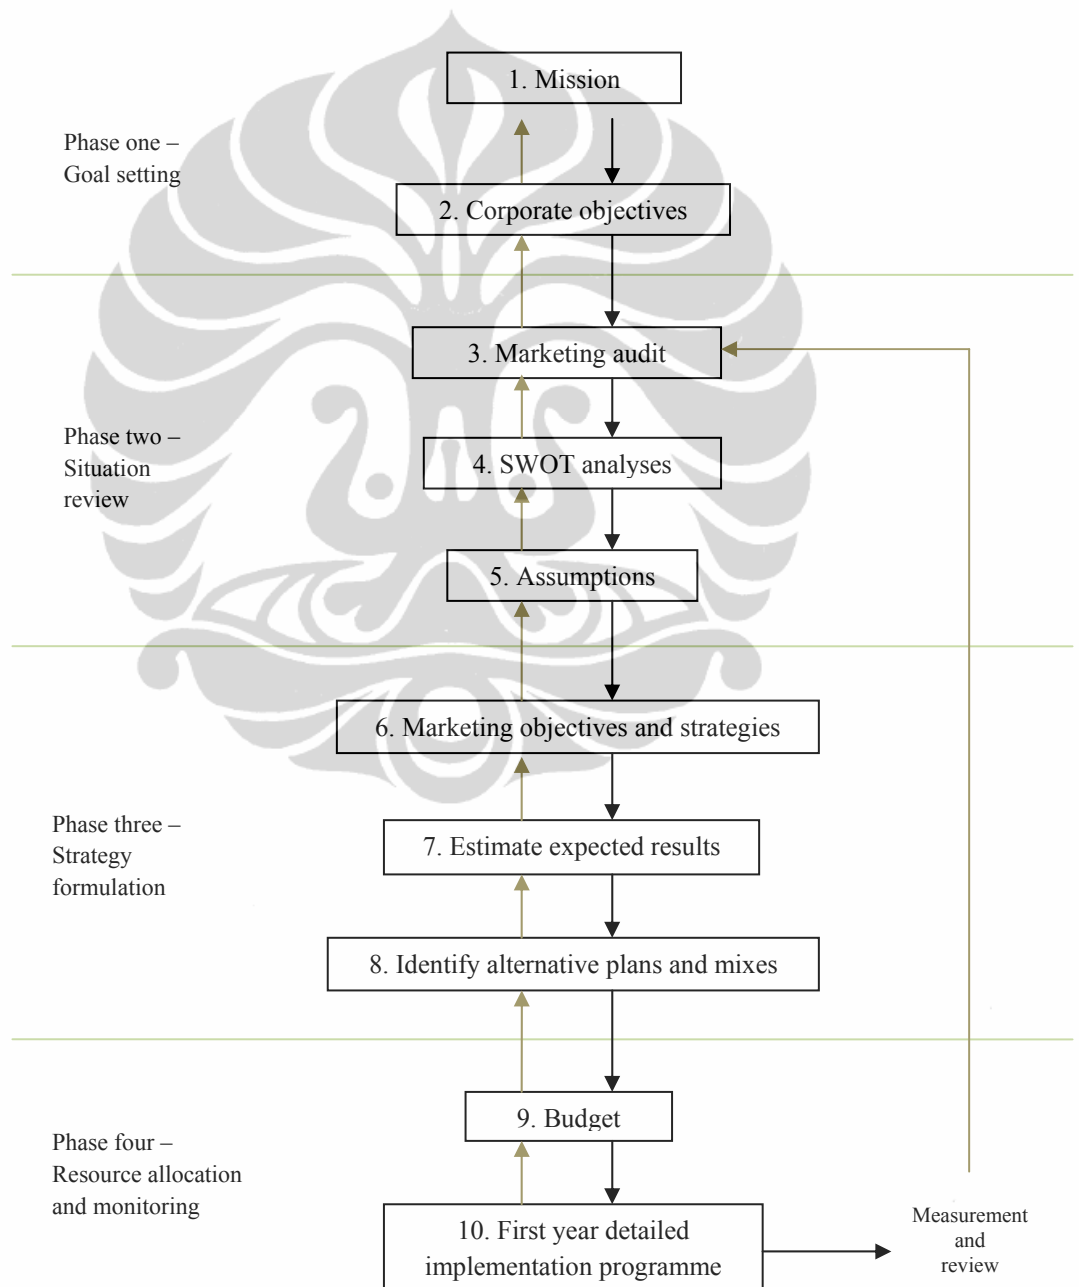 1. Mission
Phase one –
Goal setting
2. Corporate objectives
3. Marketing audit
Phase two –
Situation
review
4. SWOT analyses
5. Assumptions
6. Marketing objectives and strategies
Phase three –
Strategy
formulation
7. Estimate expected results
8. Identify alternative plans and mixes
9. Budget
Phase four –
Resource allocation
and monitoring
10. First year detailed
implementation programme
Measurement
and
review